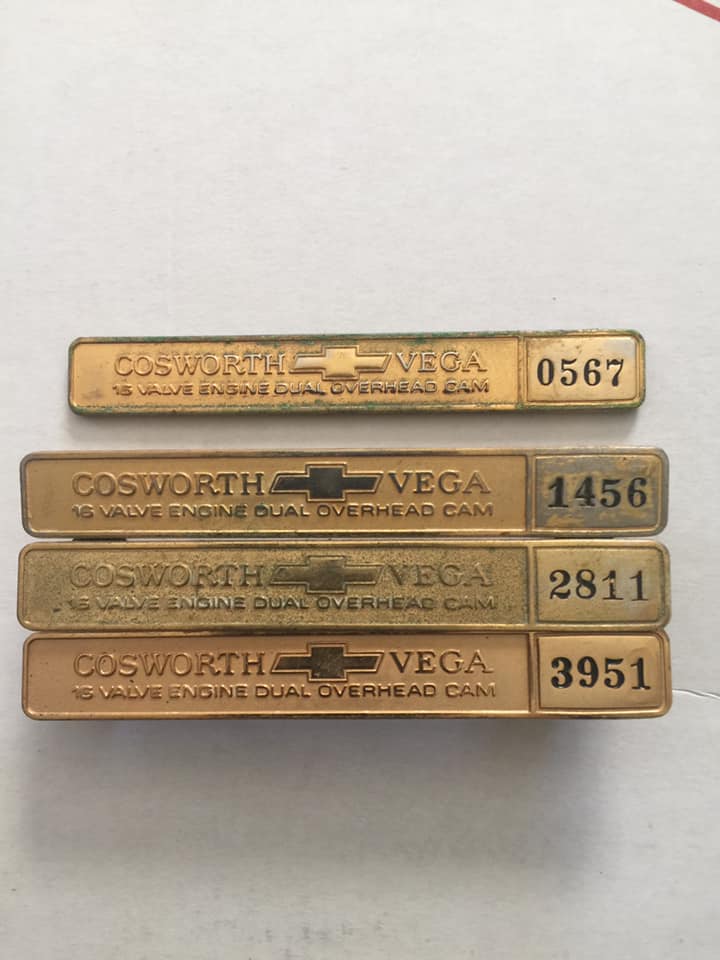 COSWORTH VEGA 0567
16 VALVE ENGINE DUAL OVERHEAD CAM
COSWORTH VEGA 1456
16 VALVE ENGINE DUAL OVERHEAD CAM
COSWORTH VEGA 2811
16 VALVE ENGINE DUAL OVERHEAD CAM
COSWORTH VEGA 3951
16 VALVE ENGINE DUAL OVERHEAD CAM